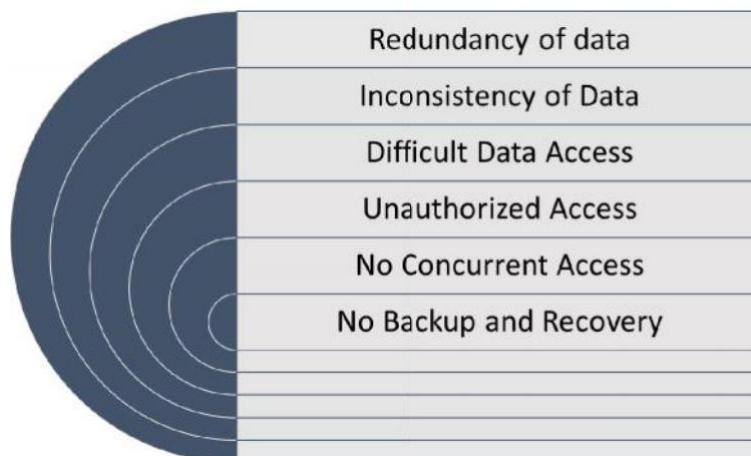 Redundancy of data
Inconsistency of Data
Difficult Data Access
Unauthorized Access
No Concurrent Access
No Backup and Recovery